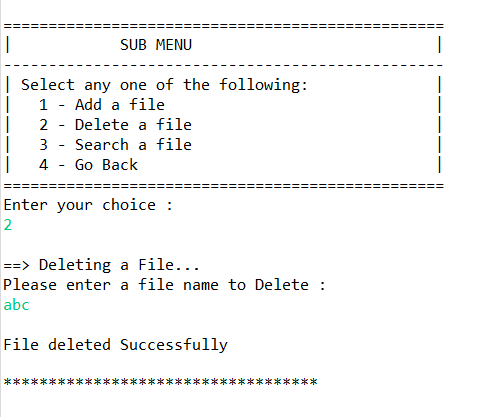 =================================================
|            SUB MENU                           |
-------------------------------------------------
| Select any one of the following:              |
|   1 - Add a file                              |
|   2 - Delete a file                           |
|   3 - Search a file                           |
|   4 - Go Back                                 |
=================================================
Enter your choice :
2
==> Deleting a File...
Please enter a file name to Delete :
abc
File deleted Successfully
***********************************